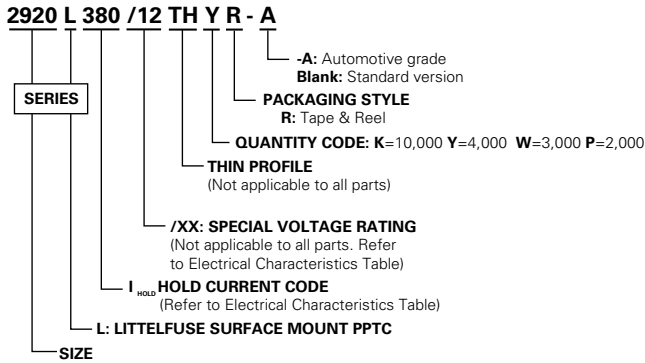 2920 L 380 /12 TH Y R - A
-A: Automotive grade
Blank: Standard version
SERIES
PACKAGING STYLE
R: Tape & Reel
QUANTITY CODE: K=10,000 Y=4,000 W=3,000 P=2,000
THIN PROFILE
(Not applicable to all parts)
/XX: SPECIAL VOLTAGE RATING
(Not applicable to all parts. Refer
to Electrical Characteristics Table)
I HOLD HOLD CURRENT CODE
(Refer to Electrical Characteristics Table)
L: LITTELFUSE SURFACE MOUNT PPTC
SIZE